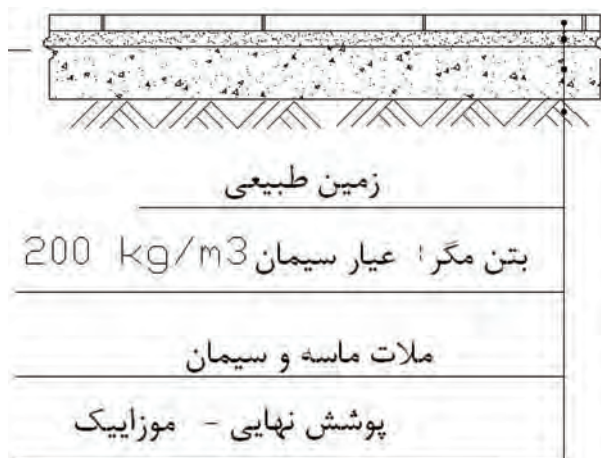 زمین طبیعی
بتن مگر؛ عیار سیمان 200 kg/m3
ملات ماسه و سیمان
پوشش نهایی - موزاییک